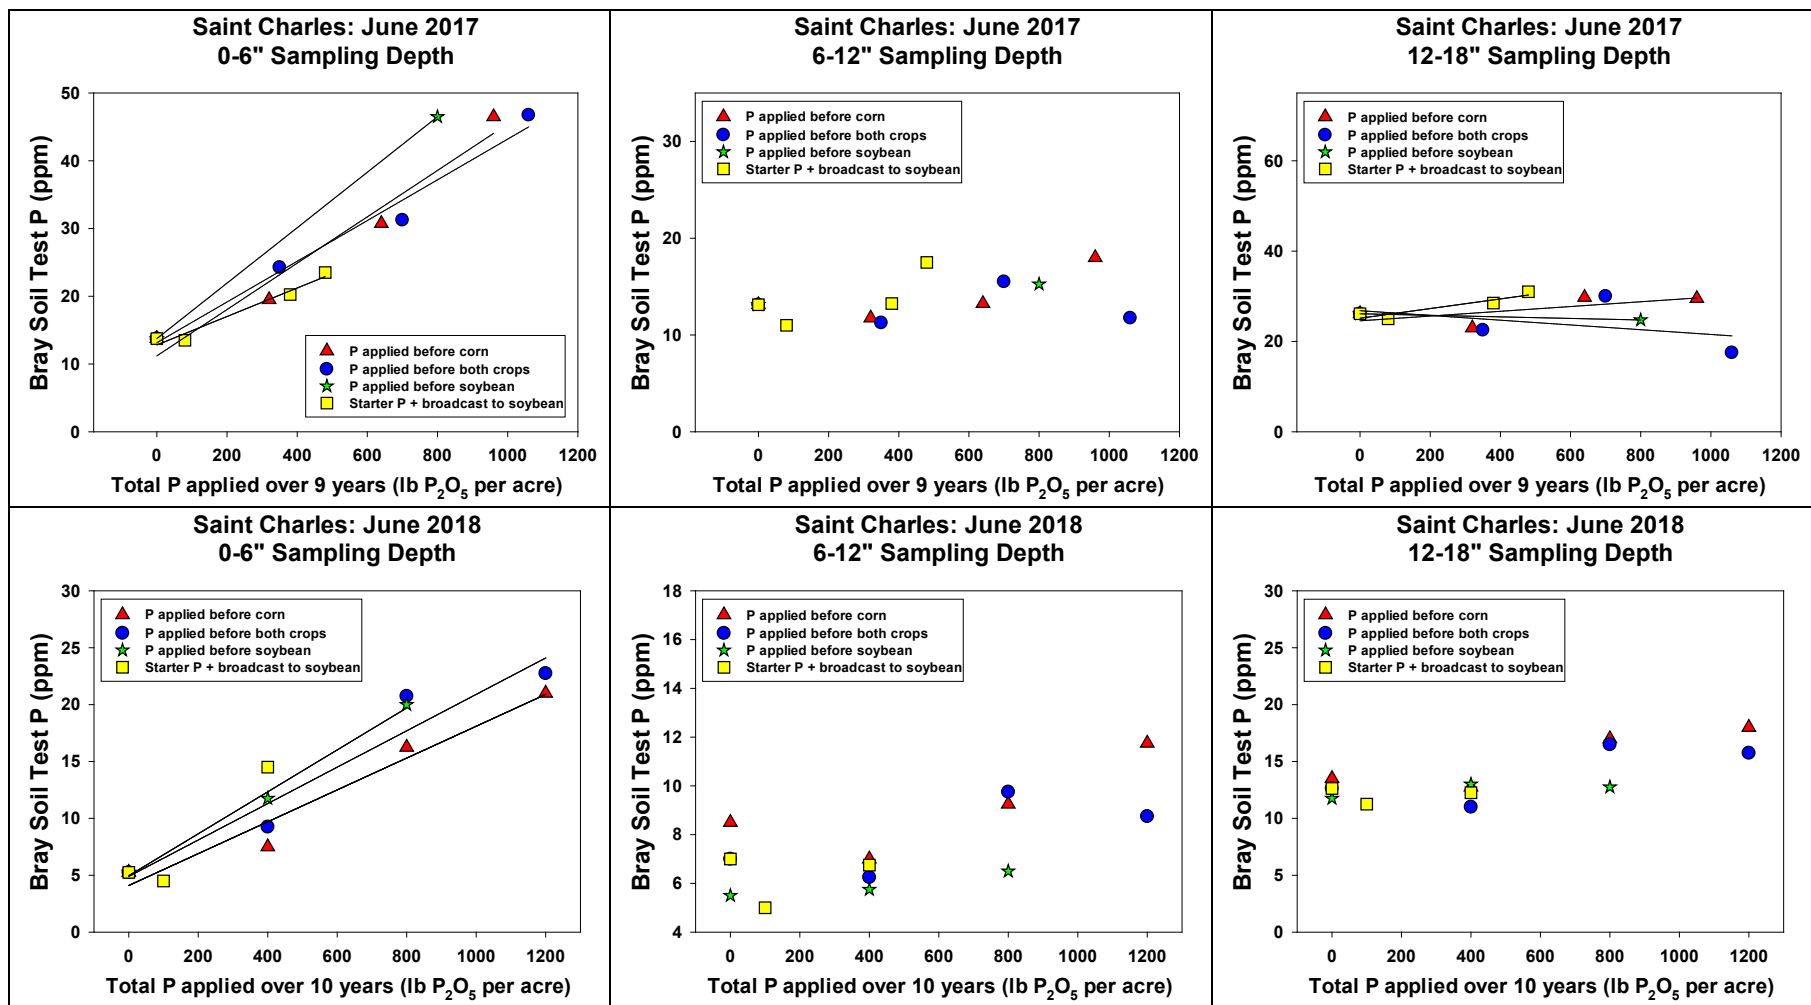 Saint Charles: June 2017
0-6" Sampling Depth
Bray Soil Test P (ppm)
50
40
30
20
10
0
P applied before corn
P applied before both crops
P applied before soybean
Starter P + broadcast to soybean
0 200 400 600 800 1000 1200
Total P applied over 9 years (lb P2O5 per acre)
Saint Charles: June 2017
6-12" Sampling Depth
Bray Soil Test P (ppm)
30
20
10
0
P applied before corn
P applied before both crops
P applied before soybean
Starter P + broadcast to soybean
0 200 400 600 800 1000 1200
Total P applied over 9 years (lb P2O5 per acre)
Saint Charles: June 2017
12-18" Sampling Depth
Bray Soil Test P (ppm)
60
40
20
0
P applied before corn
P applied before both crops
P applied before soybean
Starter P + broadcast to soybean
0 200 400 600 800 1000 1200
Total P applied over 9 years (lb P2O5 per acre)
Saint Charles: June 2018
0-6" Sampling Depth
Bray Soil Test P (ppm)
30
25
20
15
10
5
0
P applied before corn
P applied before both crops
P applied before soybean
Starter P + broadcast to soybean
0 200 400 600 800 1000 1200
Total P applied over 10 years (lb P2O5 per acre)
Saint Charles: June 2018
6-12" Sampling Depth
Bray Soil Test P (ppm)
18
16
14
12
10
8
6
4
P applied before corn
P applied before both crops
P applied before soybean
Starter P + broadcast to soybean
0 200 400 600 800 1000 1200
Total P applied over 10 years (lb P2O5 per acre)
Saint Charles: June 2018
12-18" Sampling Depth
Bray Soil Test P (ppm)
30
25
20
15
10
5
0
P applied before corn
P applied before both crops
P applied before soybean
Starter P + broadcast to soybean
0 200 400 600 800 1000 1200
Total P applied over 10 years (lb P2O5 per acre)